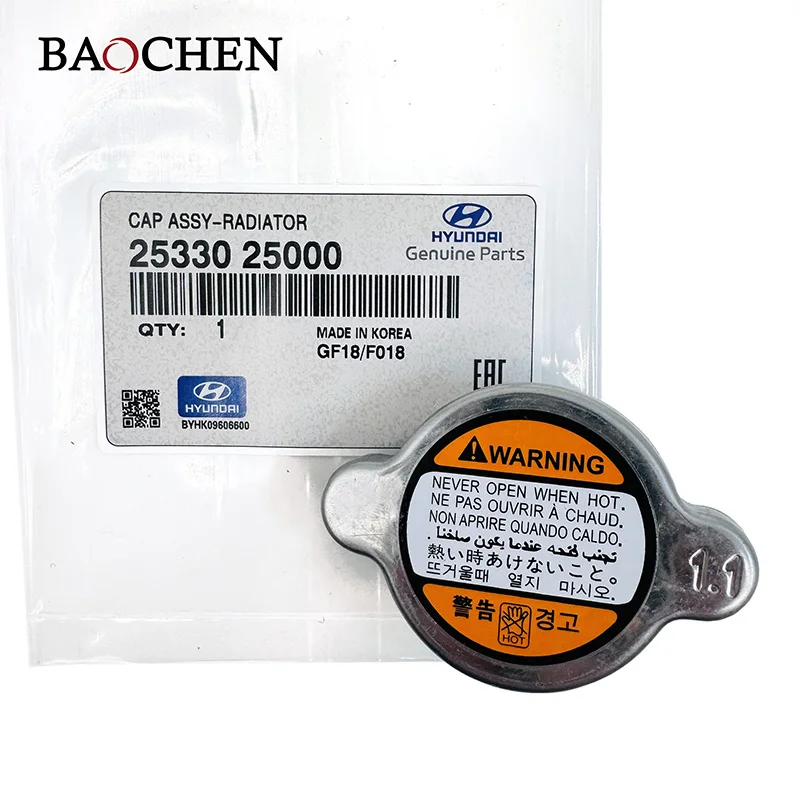 BAOCHEN
CAP ASSY-RADIATOR
25330 25000
HYUNDAI
Genuine Parts
QTY: 1
MADE IN KOREA
GF18/F018
EAC
HYUNDAI
BYHK09606600
WARNING
NEVER OPEN WHEN HOT.
NE PAS OUVRIR À CHAUD.
NON APRIRE QUANDO CALDO.
تجنب فتحه عندما يكون ساخنا .
熱い時あけないこと。
뜨거울때 열지 마시오.
警告 HOT 경고
1.1